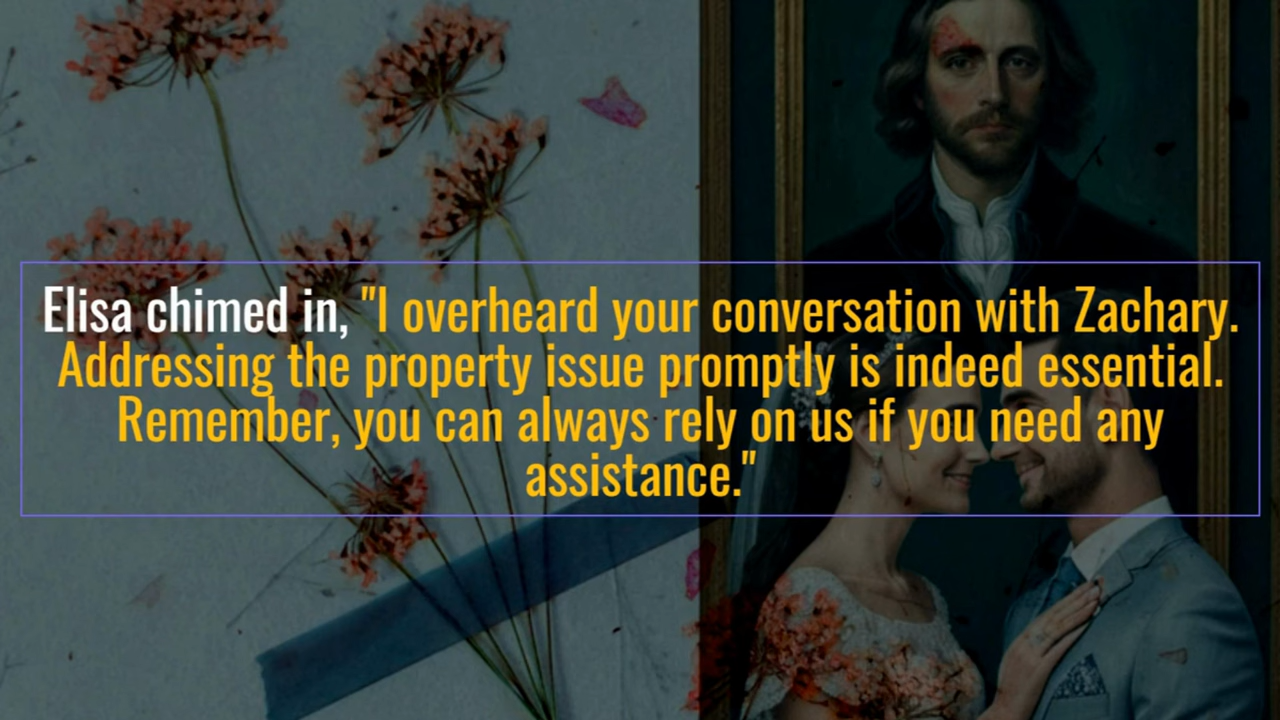 Elisa chimed in, "I overheard your conversation with Zachary.
Addressing the property issue promptly is indeed essential.
Remember, you can always rely on us if you need any
assistance."